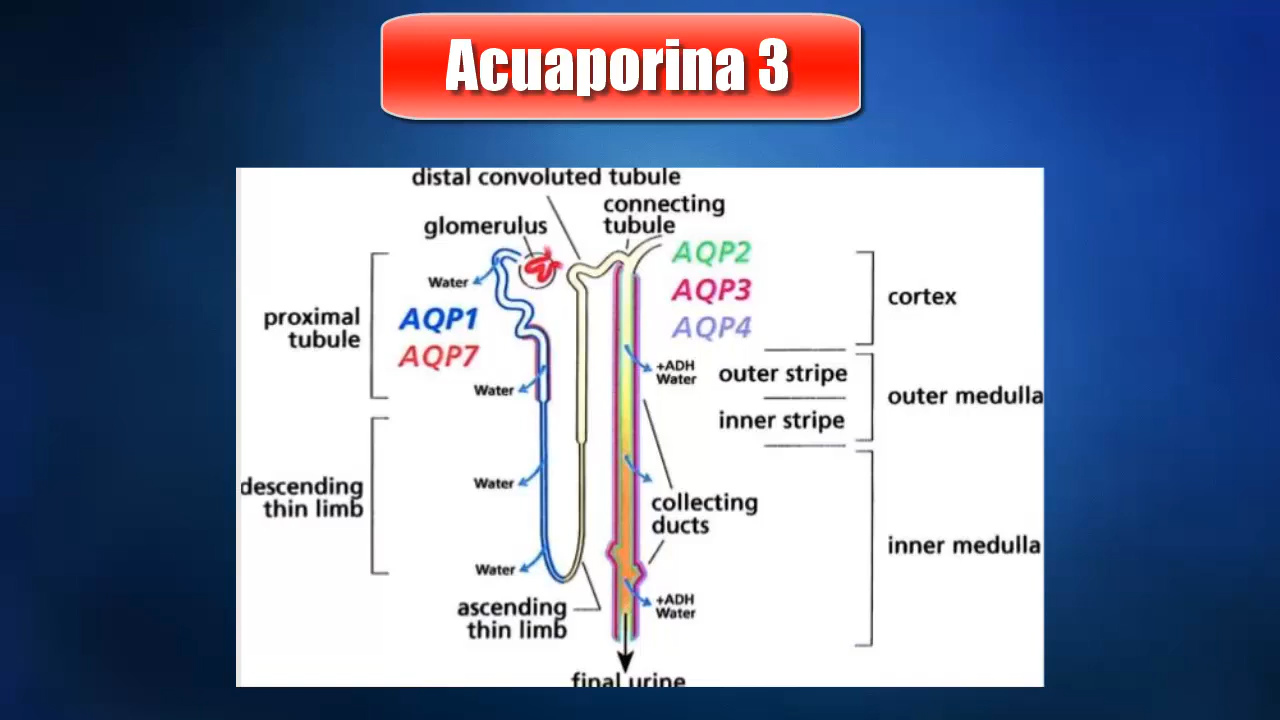 Acuaporina 3
distal convoluted tubule
connecting
tubule
glomerulus
AQP2
AQP3
AQP4
Water
AQP1
AQP7
proximal
tubule
cortex
+ADH
Water
outer stripe
inner stripe
outer medulla
Water
descending
thin limb
Water
collecting
ducts
inner medulla
Water
ascending
thin limb
+ADH
Water
final urine